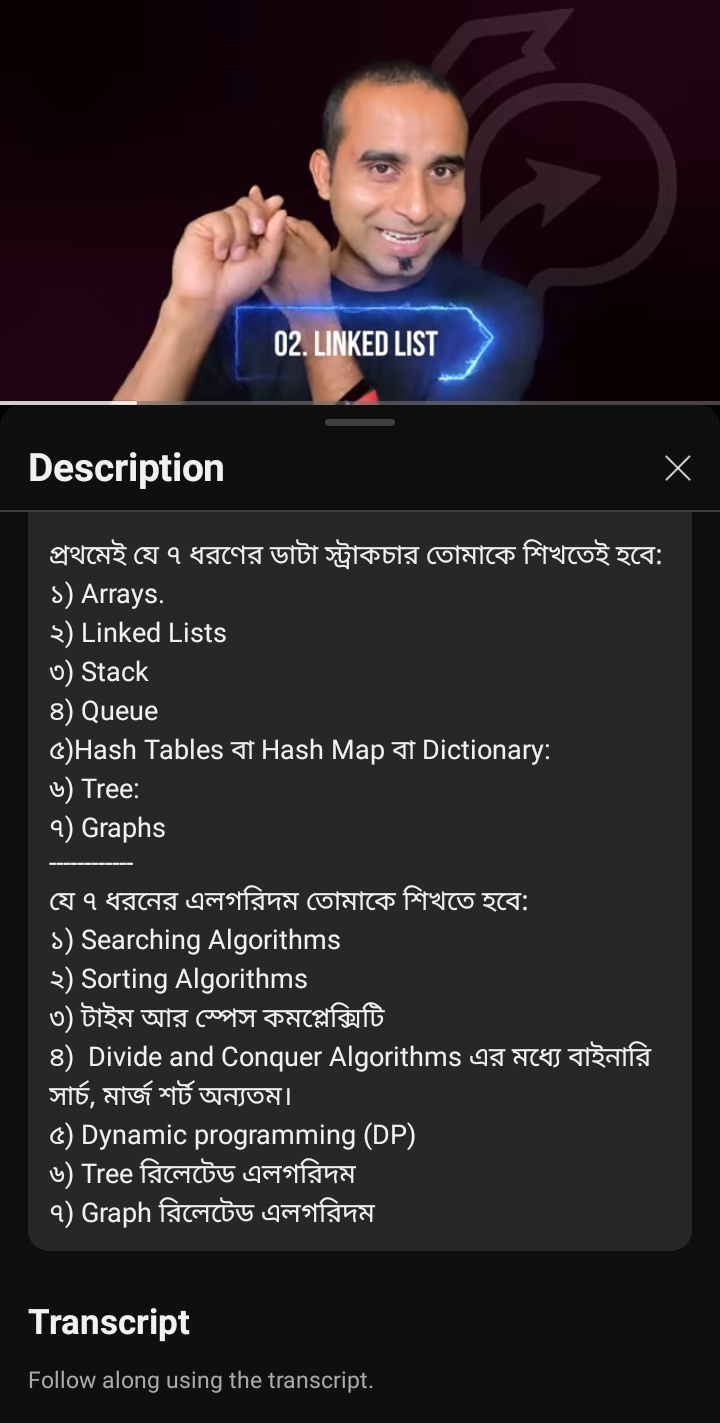 02. LINKED LIST
Description
প্রথমেই যে ৭ ধরণের ডাটা স্ট্রাকচার তোমাকে শিখতেই হবে:
১) Arrays.
২) Linked Lists
৩) Stack
৪) Queue
৫)Hash Tables বা Hash Map বা Dictionary:
৬) Tree:
৭) Graphs
------------
যে ৭ ধরনের এলগরিদম তোমাকে শিখতে হবে:
১) Searching Algorithms
২) Sorting Algorithms
৩) টাইম আর স্পেস কমপ্লেক্সিটি
৪)  Divide and Conquer Algorithms এর মধ্যে বাইনারি
সার্চ, মার্জ শর্ট অন্যতম।
৫) Dynamic programming (DP)
৬) Tree রিলেটেড এলগরিদম
৭) Graph রিলেটেড এলগরিদম
Transcript
Follow along using the transcript.